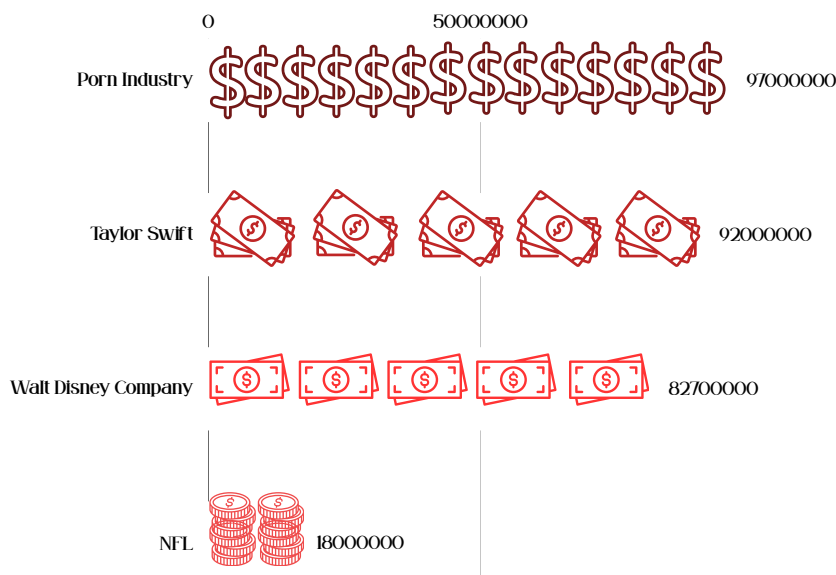 0 50000000
Porn Industry 97000000
Taylor Swift 92000000
Walt Disney Company 82700000
NFL 18000000